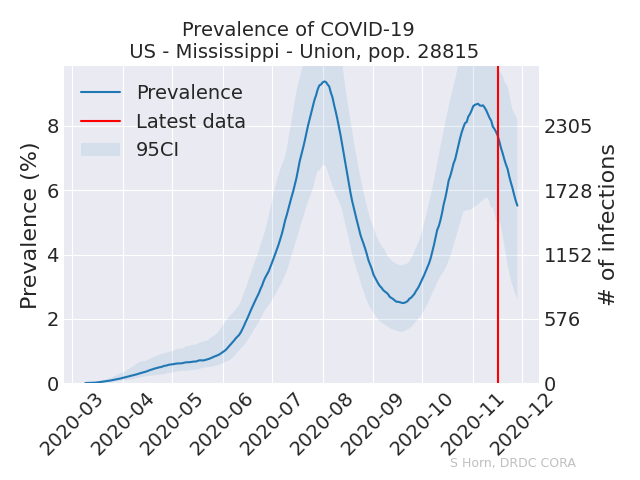 Prevalence of COVID-19
US - Mississippi - Union, pop. 28815
Prevalence
Latest data
95CI
Prevalence (%)
8
6
4
2
0
2305
1728
1152
576
0
# of infections
2020-03
2020-04
2020-05
2020-06
2020-07
2020-08
2020-09
2020-10
2020-11
2020-12
S Horn, DRDC CORA